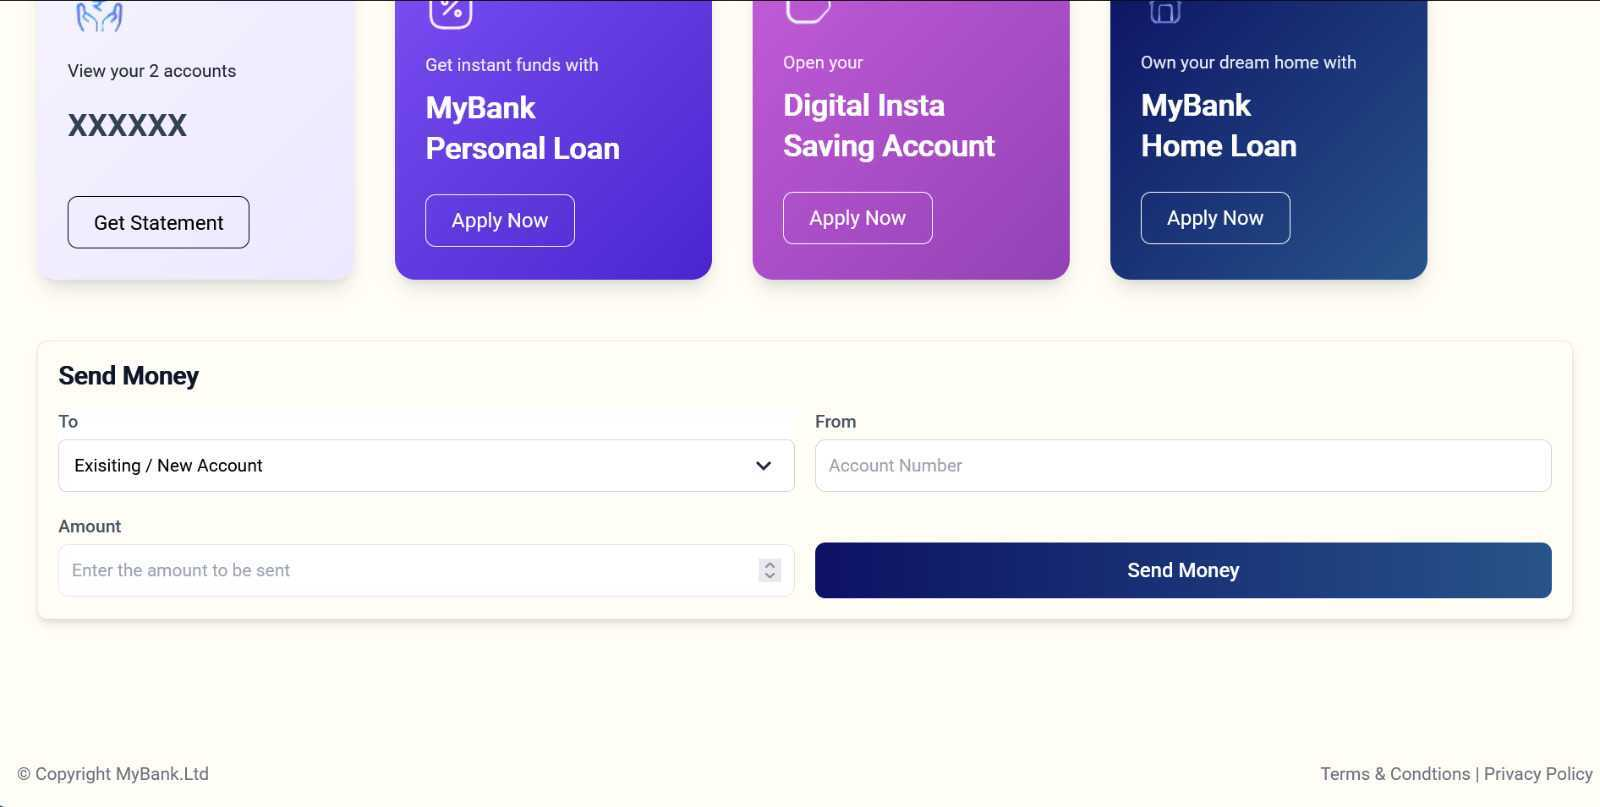 View your 2 accounts
XXXXXX
Get Statement
Get instant funds with
MyBank
Personal Loan
Apply Now
Open your
Digital Insta
Saving Account
Apply Now
Own your dream home with
MyBank
Home Loan
Apply Now
Send Money
To
Exisiting / New Account
From
Account Number
Amount
Enter the amount to be sent
Send Money
© Copyright MyBank.Ltd
Terms & Condtions | Privacy Policy